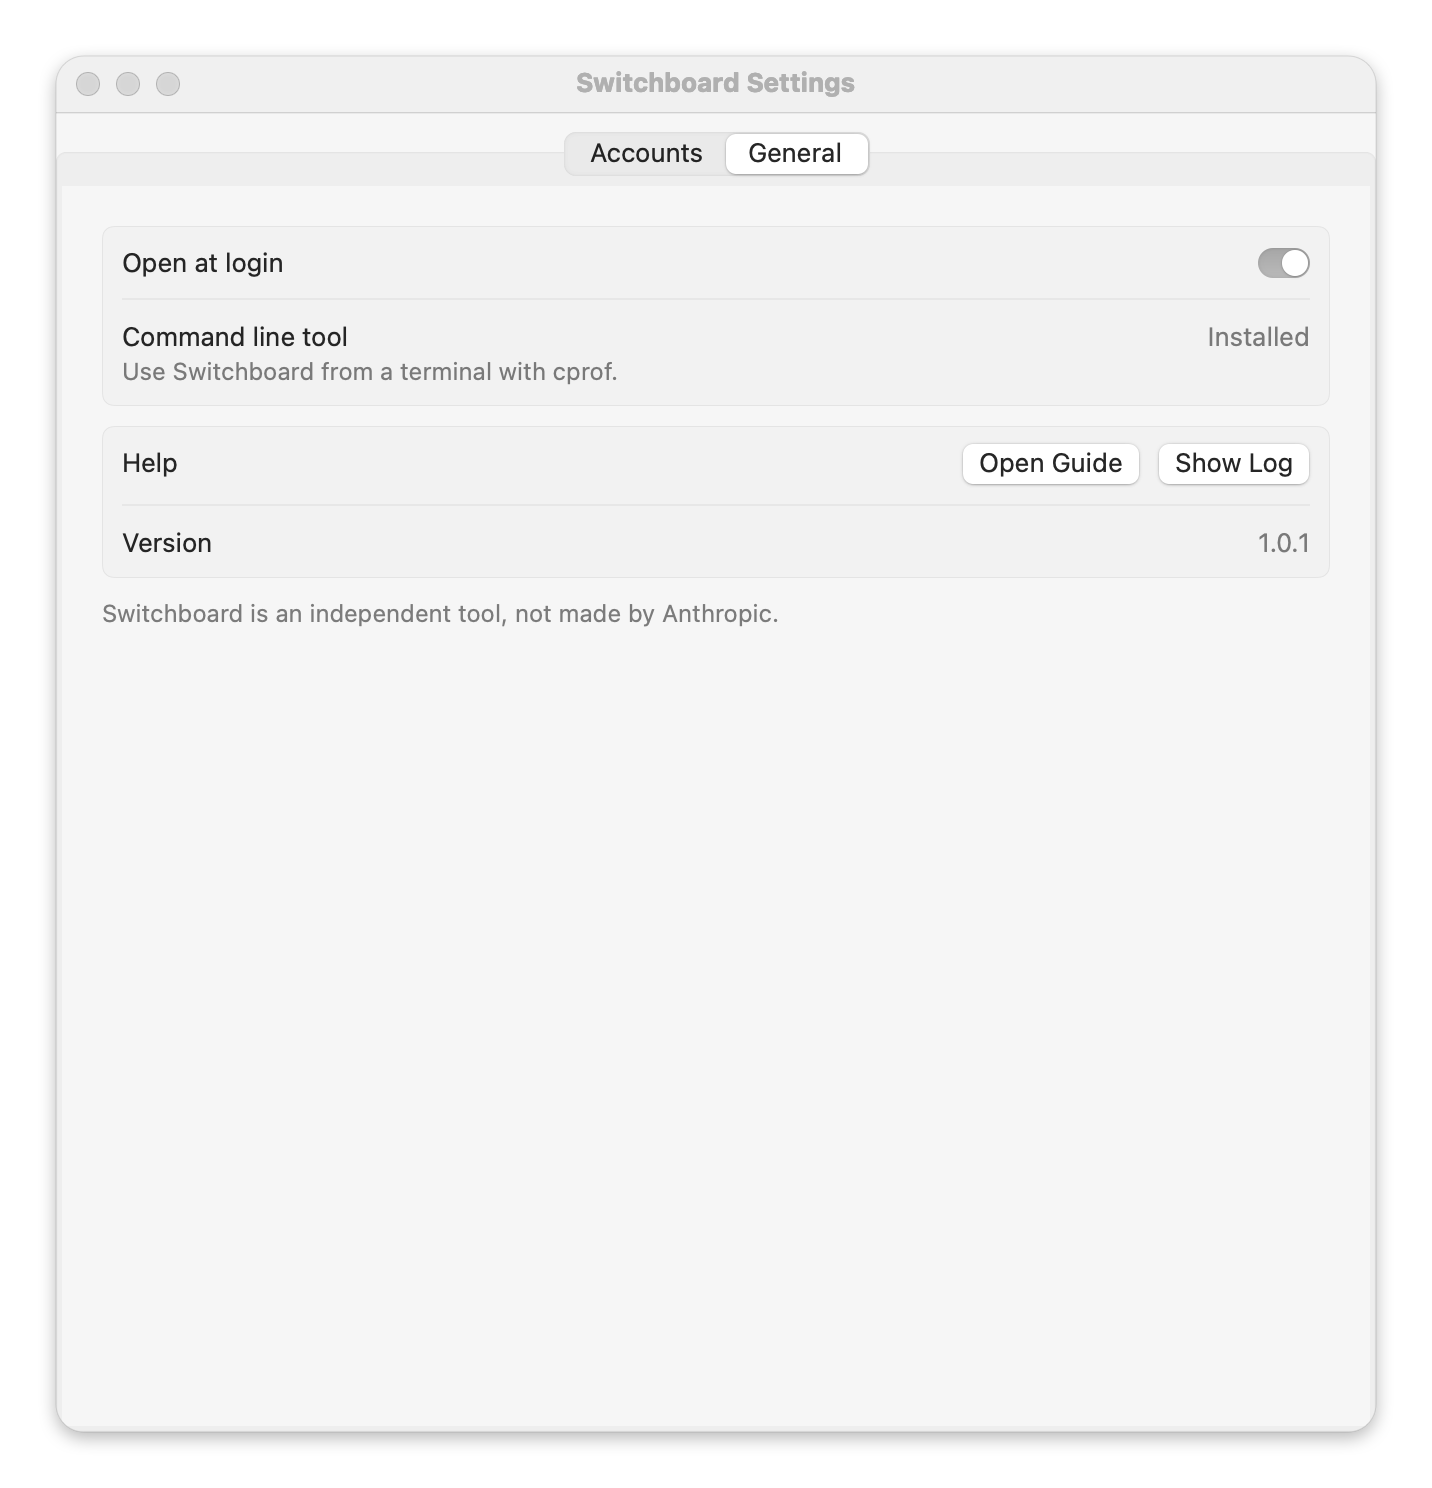 Switchboard Settings
Accounts
General
Open at login
Command line tool
Installed
Use Switchboard from a terminal with cprof.
Help
Open Guide
Show Log
Version
1.0.1
Switchboard is an independent tool, not made by Anthropic.